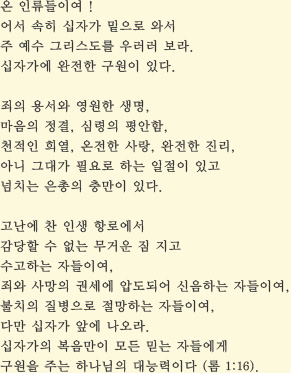 온 인류들이여 !
어서 속히 십자가 밑으로 와서
주 예수 그리스도를 우러러 보라.
십자가에 완전한 구원이 있다.
죄의 용서와 영원한 생명,
마음의 정결, 심령의 평안함,
천적인 희열, 온전한 사랑, 완전한 진리,
아니 그대가 필요로 하는 일절이 있고
넘치는 은총의 충만이 있다.
고난에 찬 인생 항로에서
감당할 수 없는 무거운 짐 지고
수고하는 자들이여,
죄와 사망의 권세에 압도되어 신음하는 자들이여,
불치의 질병으로 절망하는 자들이여,
다만 십자가 앞에 나오라.
십자가의 복음만이 모든 믿는 자들에게
구원을 주는 하나님의 대능력이다 (롬 1:16).